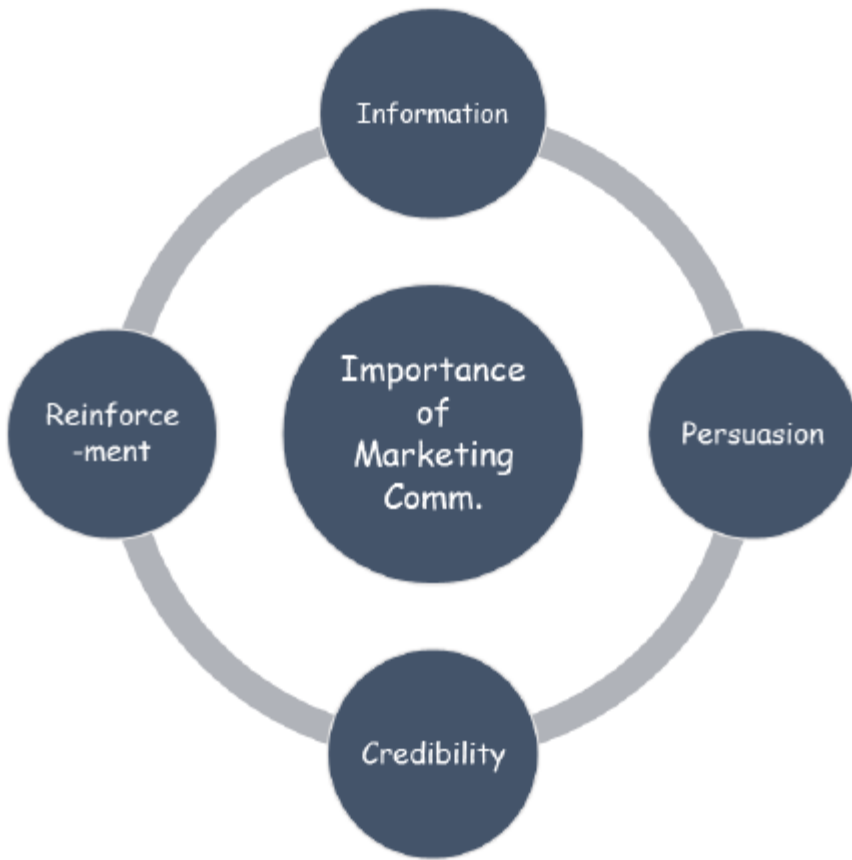 Information
Importance
of
Marketing
Comm.
Reinforce
-ment
Persuasion
Credibility